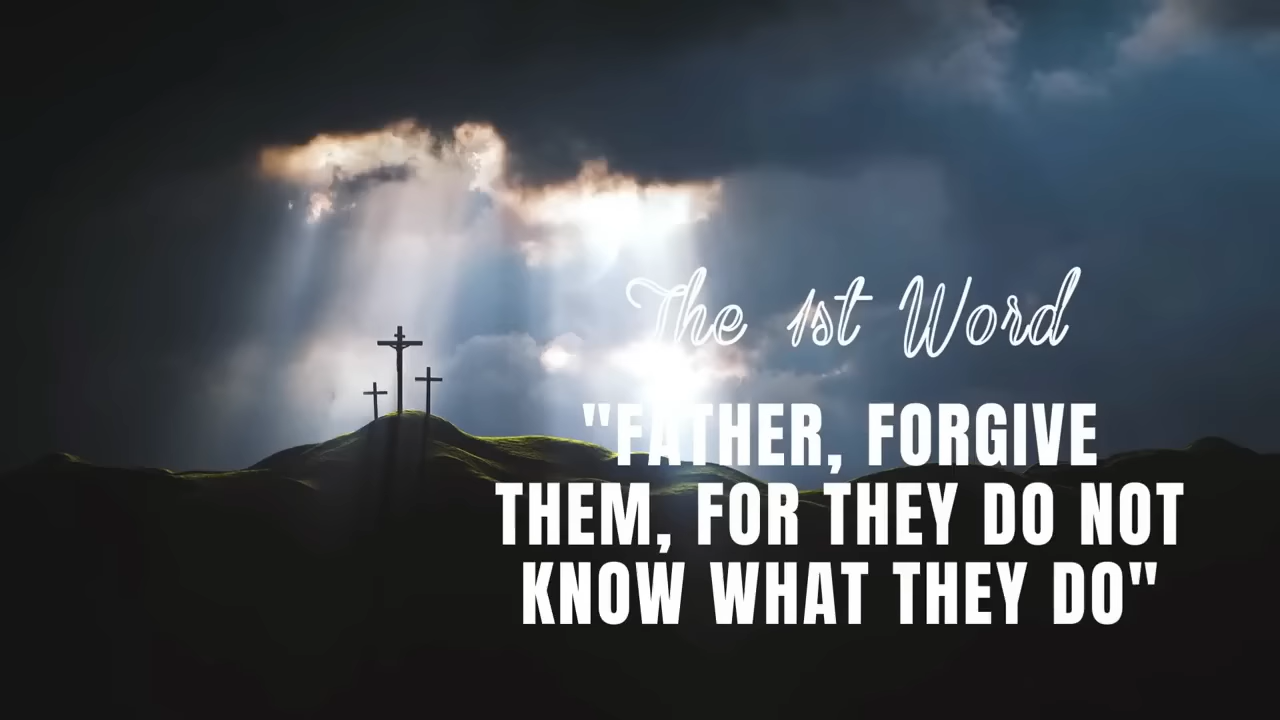 The 1st Word
"FATHER, FORGIVE
THEM, FOR THEY DO NOT
KNOW WHAT THEY DO"